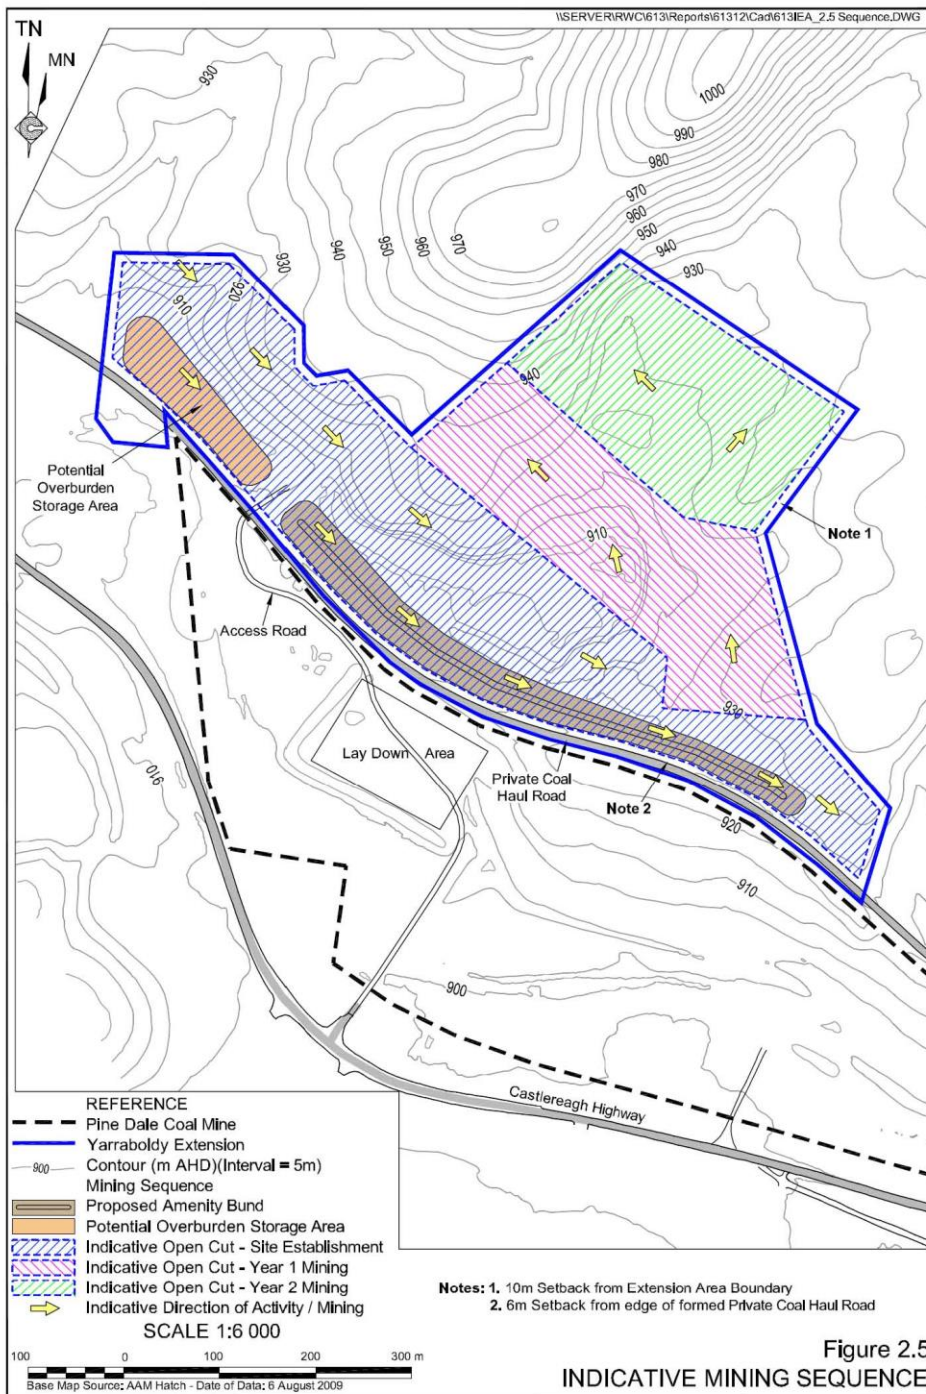 \\SERVER\RWC\613\Reports\61312\Cad\613IEA_2.5 Sequence.DWG
TN
MN
930
1000
990
980
970
960
950
940
930
930
940
950
960
970
920
910
940
910
930
Potential
Overburden
Storage Area
Note 1
Access Road
Lay Down Area
Private Coal
Haul Road
Note 2
920
910
910
900
Castlereagh Highway
REFERENCE
Pine Dale Coal Mine
Yarraboldy Extension
900
Contour (m AHD)(Interval = 5m)
Mining Sequence
Proposed Amenity Bund
Potential Overburden Storage Area
Indicative Open Cut - Site Establishment
Indicative Open Cut - Year 1 Mining
Indicative Open Cut - Year 2 Mining
Indicative Direction of Activity / Mining
SCALE 1:6 000
100 0 100 200 300 m
Base Map Source: AAM Hatch - Date of Data: 6 August 2009
Notes: 1. 10m Setback from Extension Area Boundary
2. 6m Setback from edge of formed Private Coal Haul Road
Figure 2.5
INDICATIVE MINING SEQUENCE